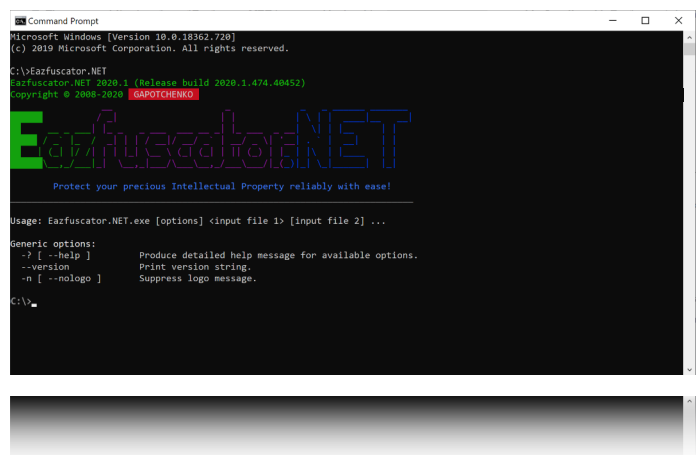 Command Prompt
Microsoft Windows [Version 10.0.18362.720]
(c) 2019 Microsoft Corporation. All rights reserved.
C:\>Eazfuscator.NET
Eazfuscator.NET 2020.1 (Release build 2020.1.474.40452)
Copyright © 2008-2020 GAPOTCHENKO
Eazfuscator.NET
Protect your precious Intellectual Property reliably with ease!
Usage: Eazfuscator.NET.exe [options] <input file 1> [input file 2] ...
Generic options:
-? [ --help ] Produce detailed help message for available options.
--version Print version string.
-n [ --nologo ] Suppress logo message.
C:\>